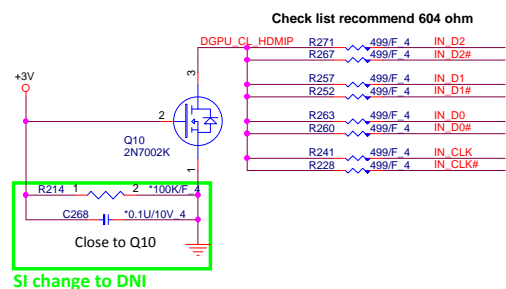 Check list recommend 604 ohm
DGPU_CL_HDMIP
R271 499/F_4 IN_D2
R267 499/F_4 IN_D2#
R257 499/F_4 IN_D1
R252 499/F_4 IN_D1#
R263 499/F_4 IN_D0
R260 499/F_4 IN_D0#
R241 499/F_4 IN_CLK
R228 499/F_4 IN_CLK#
+3V
3
2
Q10
2N7002K
1
R214 1 2 *100K/F_4
C268 *0.1U/10V_4
Close to Q10
SI change to DNI